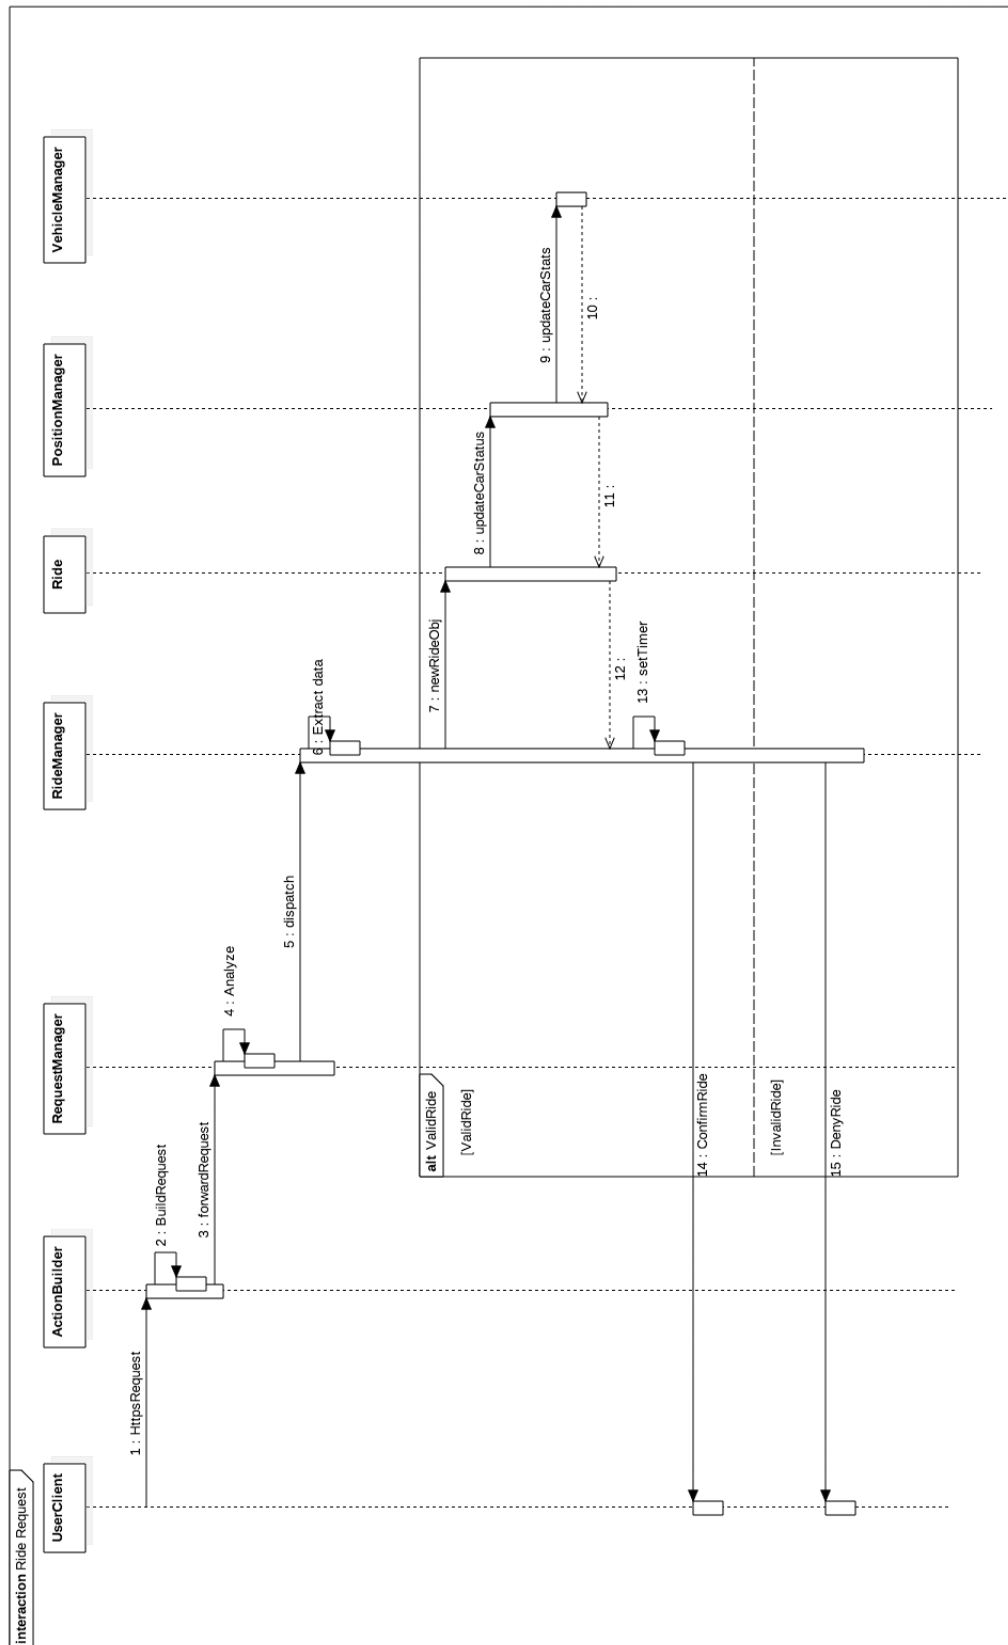 interaction Ride Request
UserClient
ActionBuilder
RequestManager
RideManager
Ride
PositionManager
VehicleManager
1 : HttpsRequest
2 : BuildRequest
3 : forwardRequest
4 : Analyze
5 : dispatch
6 : Extract data
alt ValidRide
[ValidRide]
7 : newRideObj
8 : updateCarStatus
9 : updateCarStats
10 :
11 :
12 :
13 : setTimer
14 : ConfirmRide
[InvalidRide]
15 : DenyRide